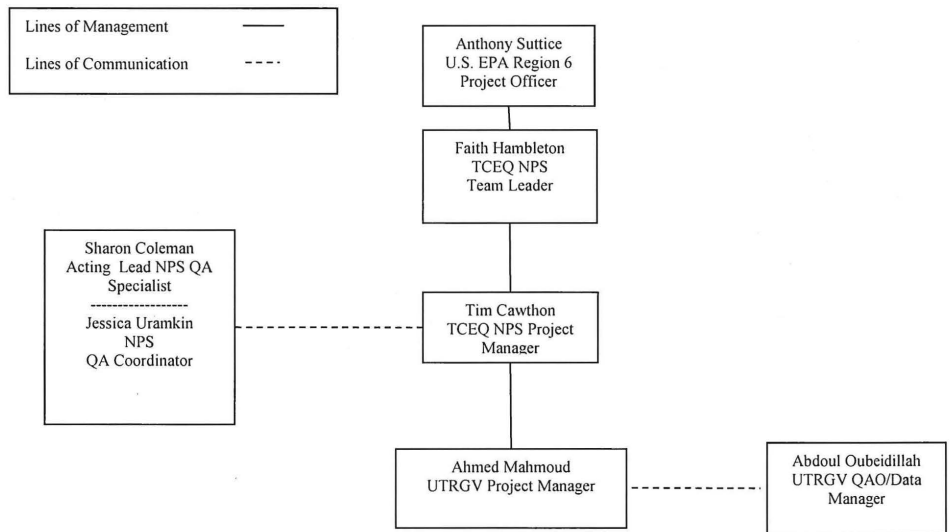 Lines of Management
Lines of Communication
Anthony Suttice
U.S. EPA Region 6
Project Officer
Faith Hambleton
TCEQ NPS
Team Leader
Sharon Coleman
Acting Lead NPS QA
Specialist
------------------
Jessica Uramkin
NPS
QA Coordinator
Tim Cawthon
TCEQ NPS Project
Manager
Ahmed Mahmoud
UTRGV Project Manager
Abdoul Oubeidillah
UTRGV QAO/Data
Manager